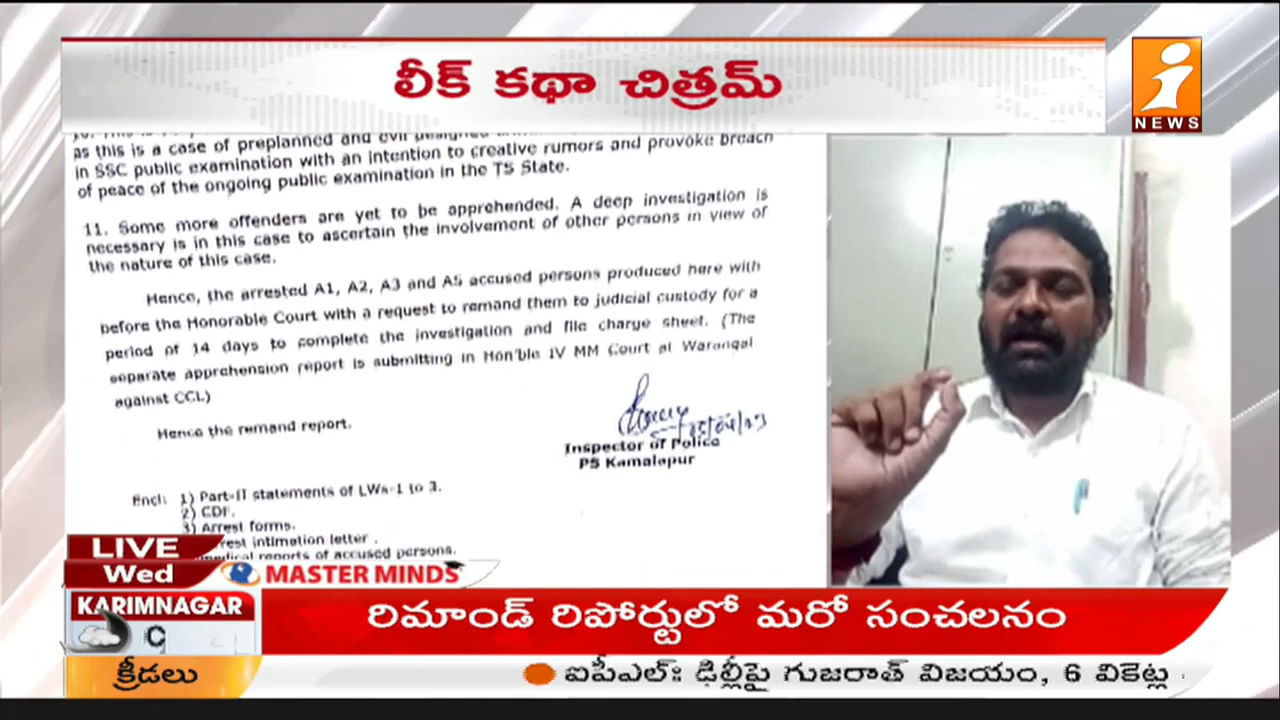 లీక్ కథా చిత్రమ్
i
NEWS
as this is a case of preplanned and evil designed
in SSC public examination with an intention to creative rumors and provoke breach
of peace of the ongoing public examination in the TS State.
11. Some more offenders are yet to be apprehended. A deep investigation is
necessary is in this case to ascertain the involvement of other persons in view of
the nature of this case.
Hence, the arrested A1, A2, A3 and A5 accused persons produced here with
before the Honorable Court with a request to remand them to judicial custody for a
period of 14 days to complete the investigation and file charge sheet. (The
separate apprehension report is submitting in Hon'ble IV MM Court at Warangal
against CCL)
Hence the remand report.
Inspector of Police
PS Kamalapur
Encl: 1) Part-II statements of LWs-1 to 3.
2) CDF.
3) Arrest forms.
intimation letter .
reports of accused persons.
LIVE
Wed
MASTER MINDS
KARIMNAGAR
రిమాండ్ రిపోర్టులో మరో సంచలనం
క్రీడలు
ఐపీఎల్: ఢిల్లీపై గుజరాత్ విజయం, 6 వికెట్ల